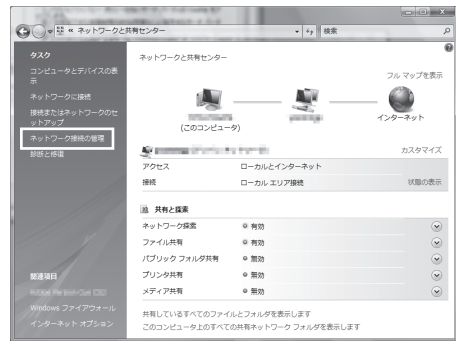 « ネットワークと共有センター
検索
タスク
コンピュータとデバイスの表
示
ネットワークに接続
接続またはネットワークのセ
ットアップ
ネットワーク接続の管理
診断と修復
ネットワークと共有センター
フル マップを表示
(このコンピュータ)
インターネット
カスタマイズ
アクセス ローカルとインターネット
接続 ローカル エリア接続 状態の表示
共有と探索
ネットワーク探索 有効
ファイル共有 有効
パブリック フォルダ共有 無効
プリンタ共有 無効
メディア共有 無効
共有しているすべてのファイルとフォルダを表示します
このコンピュータ上のすべての共有ネットワーク フォルダを表示します
関連項目
Windows ファイアウォール
インターネット オプション